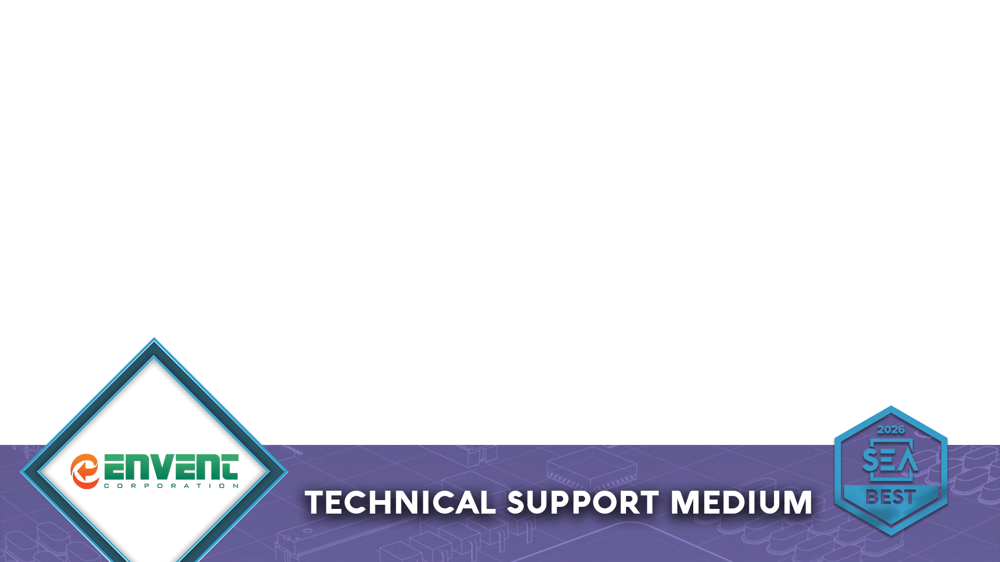 ENVENT
CORPORATION
TECHNICAL SUPPORT MEDIUM
2026
SEA
BEST